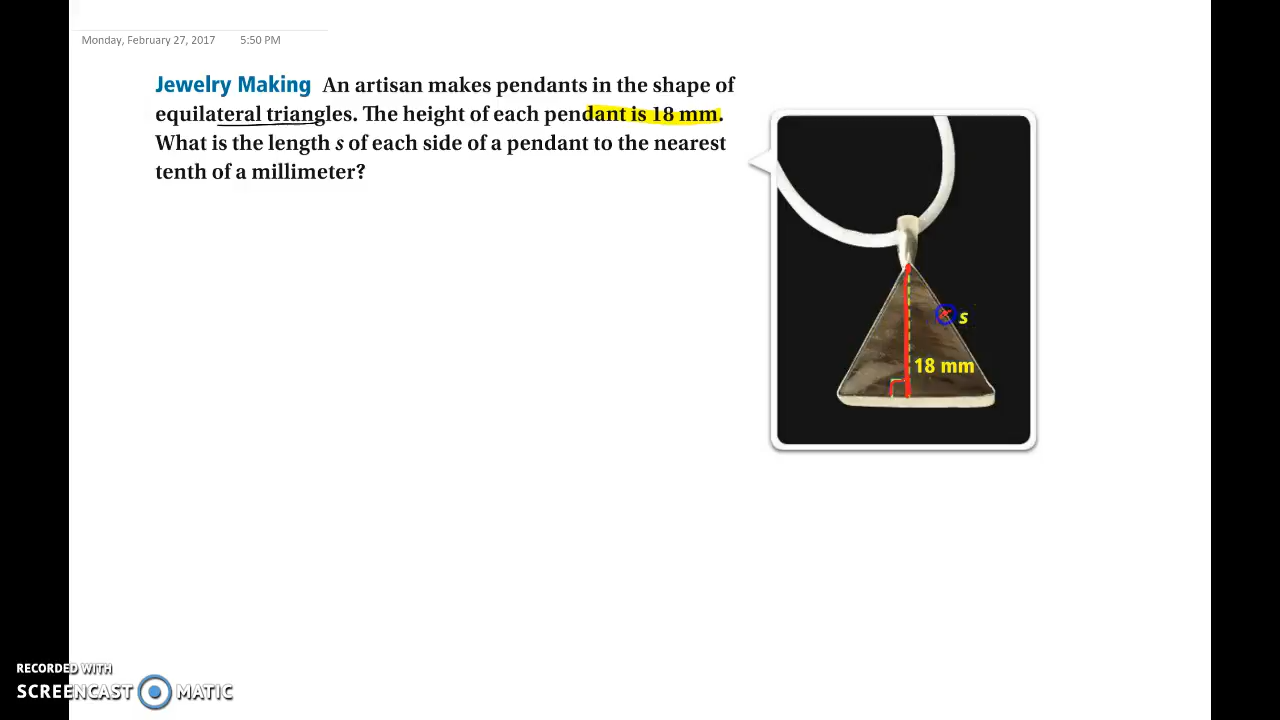 Monday, February 27, 2017 5:50 PM
Jewelry Making An artisan makes pendants in the shape of
equilateral triangles. The height of each pendant is 18 mm.
What is the length s of each side of a pendant to the nearest
tenth of a millimeter?
s
18 mm
RECORDED WITH
SCREENCAST MATIC